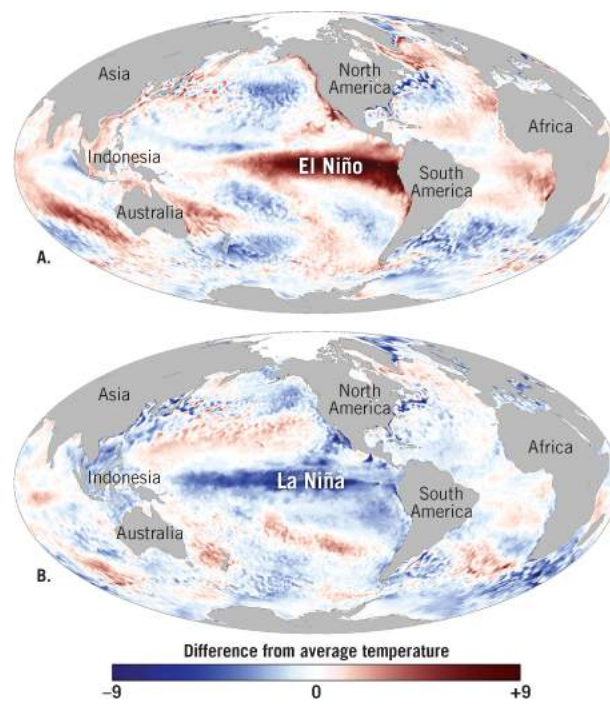 Asia
North
America
Africa
Indonesia
El Niño
South
America
Australia
A.
Asia
North
America
Africa
Indonesia
La Niña
South
America
Australia
B.
Difference from average temperature
–9
0
+9